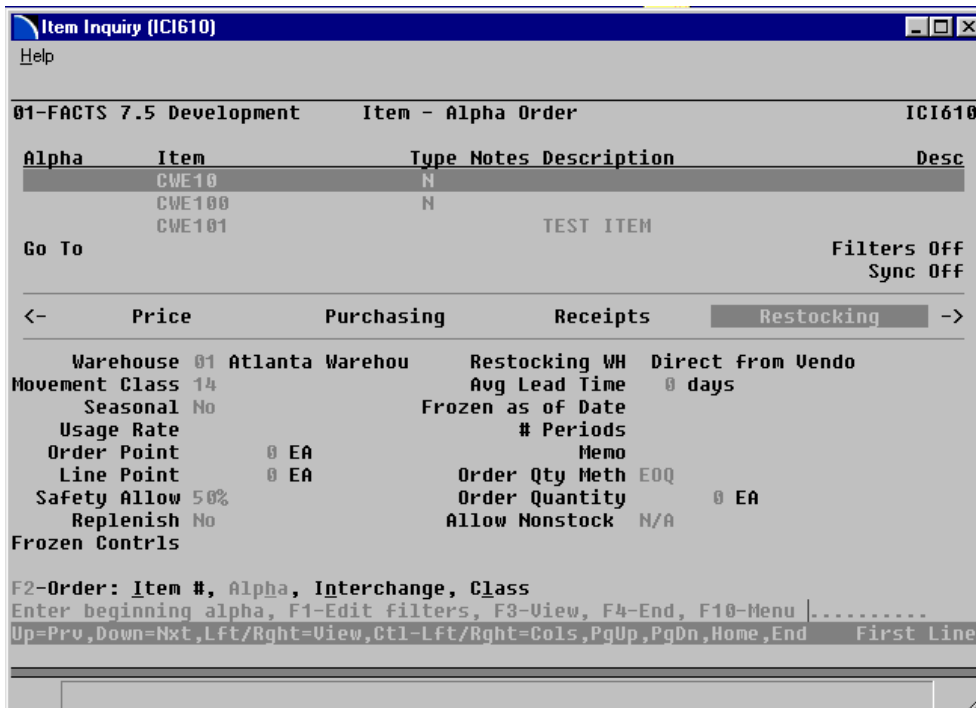 Item Inquiry (ICI610)
Help
01-FACTS 7.5 Development Item - Alpha Order ICI610
Alpha Item Type Notes Description Desc
CWE10 N
CWE100 N
CWE101 TEST ITEM
Go To Filters Off
Sync Off
<- Price Purchasing Receipts Restocking ->
Warehouse 01 Atlanta Warehou Restocking WH Direct from Vendo
Movement Class 14 Avg Lead Time 0 days
Seasonal No Frozen as of Date
Usage Rate # Periods
Order Point 0 EA Memo
Line Point 0 EA Order Qty Meth EOQ
Safety Allow 50% Order Quantity 0 EA
Replenish No Allow Nonstock N/A
Frozen Contrls
F2-Order: Item #, Alpha, Interchange, Class
Enter beginning alpha, F1-Edit filters, F3-View, F4-End, F10-Menu |..........
Up=Prv,Down=Nxt,Lft/Rght=View,Ctl-Lft/Rght=Cols,PgUp,PgDn,Home,End First Line